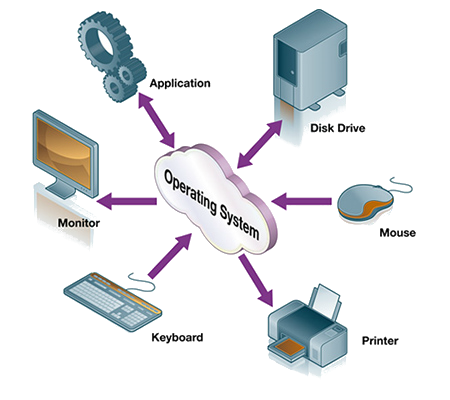 Application
Disk Drive
Operating System
Monitor
Mouse
Keyboard
Printer